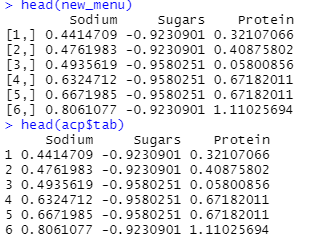 > head(new_menu)
Sodium Sugars Protein
[1,] 0.4414709 -0.9230901 0.32107066
[2,] 0.4761983 -0.9230901 0.40875802
[3,] 0.4935619 -0.9580251 0.05800856
[4,] 0.6324712 -0.9580251 0.67182011
[5,] 0.6671985 -0.9580251 0.67182011
[6,] 0.8061077 -0.9230901 1.11025694
> head(acp$tab)
Sodium Sugars Protein
1 0.4414709 -0.9230901 0.32107066
2 0.4761983 -0.9230901 0.40875802
3 0.4935619 -0.9580251 0.05800856
4 0.6324712 -0.9580251 0.67182011
5 0.6671985 -0.9580251 0.67182011
6 0.8061077 -0.9230901 1.11025694